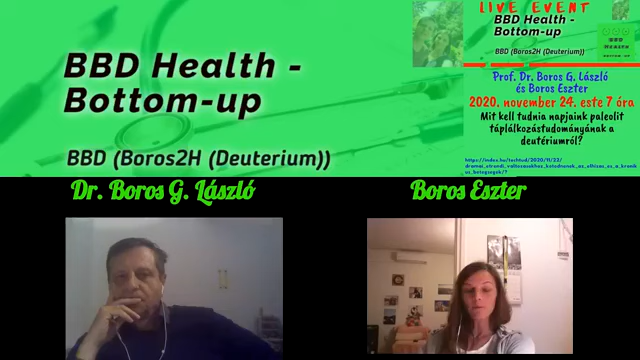 BBD Health -
Bottom-up
BBD (Boros2H (Deuterium))
LIVE EVENT
BBD Health -
Bottom-up
BBD (Boros2H (Deuterium))
BBD
HEALTH
Prof. Dr. Boros G. László
és Boros Eszter
2020. november 24. este 7 óra
Mit kell tudnia napjaink paleolit
táplálkozástudományának a
deutériumról?
Dr. Boros G. László
Boros Eszter